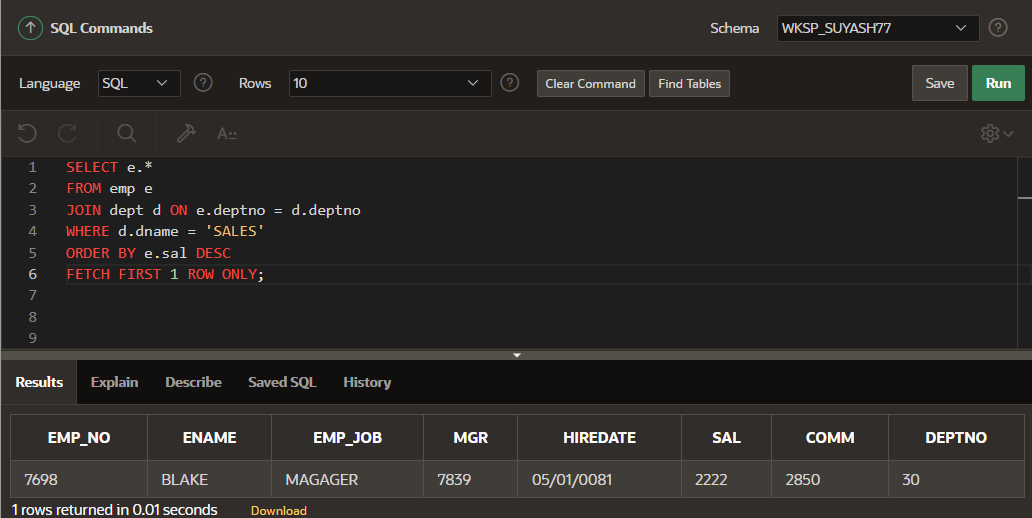 SQL Commands Schema WKSP_SUYASH77 ?
Language SQL ? Rows 10 ? Clear Command Find Tables Save Run
A
1 SELECT e.*
2 FROM emp e
3 JOIN dept d ON e.deptno = d.deptno
4 WHERE d.dname = 'SALES'
5 ORDER BY e.sal DESC
6 FETCH FIRST 1 ROW ONLY;
7
8
9
Results Explain Describe Saved SQL History
EMP_NO ENAME EMP_JOB MGR HIREDATE SAL COMM DEPTNO
7698 BLAKE MAGAGER 7839 05/01/0081 2222 2850 30
1 rows returned in 0.01 seconds Download